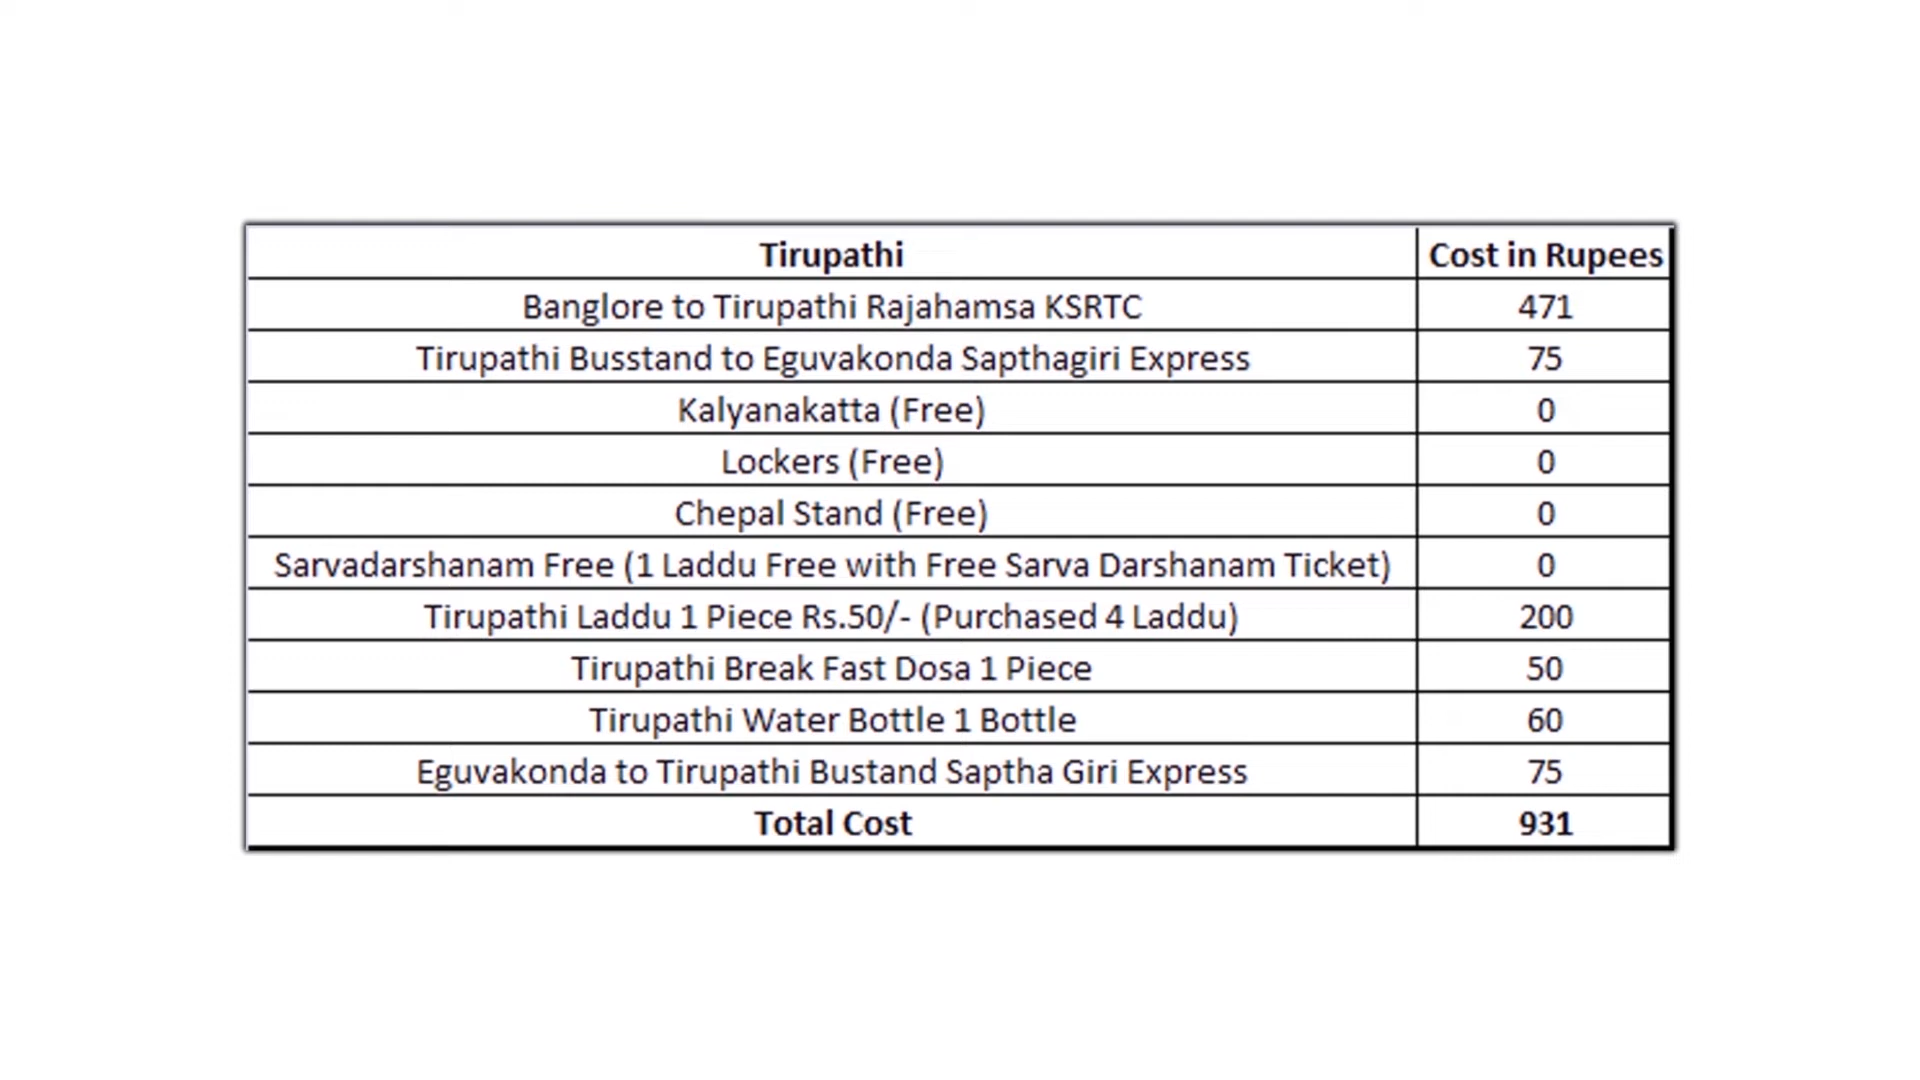 Tirupathi Cost in Rupees
Banglore to Tirupathi Rajahamsa KSRTC 471
Tirupathi Busstand to Eguvakonda Sapthagiri Express 75
Kalyanakatta (Free) 0
Lockers (Free) 0
Chepal Stand (Free) 0
Sarvadarshanam Free (1 Laddu Free with Free Sarva Darshanam Ticket) 0
Tirupathi Laddu 1 Piece Rs.50/- (Purchased 4 Laddu) 200
Tirupathi Break Fast Dosa 1 Piece 50
Tirupathi Water Bottle 1 Bottle 60
Eguvakonda to Tirupathi Bustand Saptha Giri Express 75
Total Cost 931